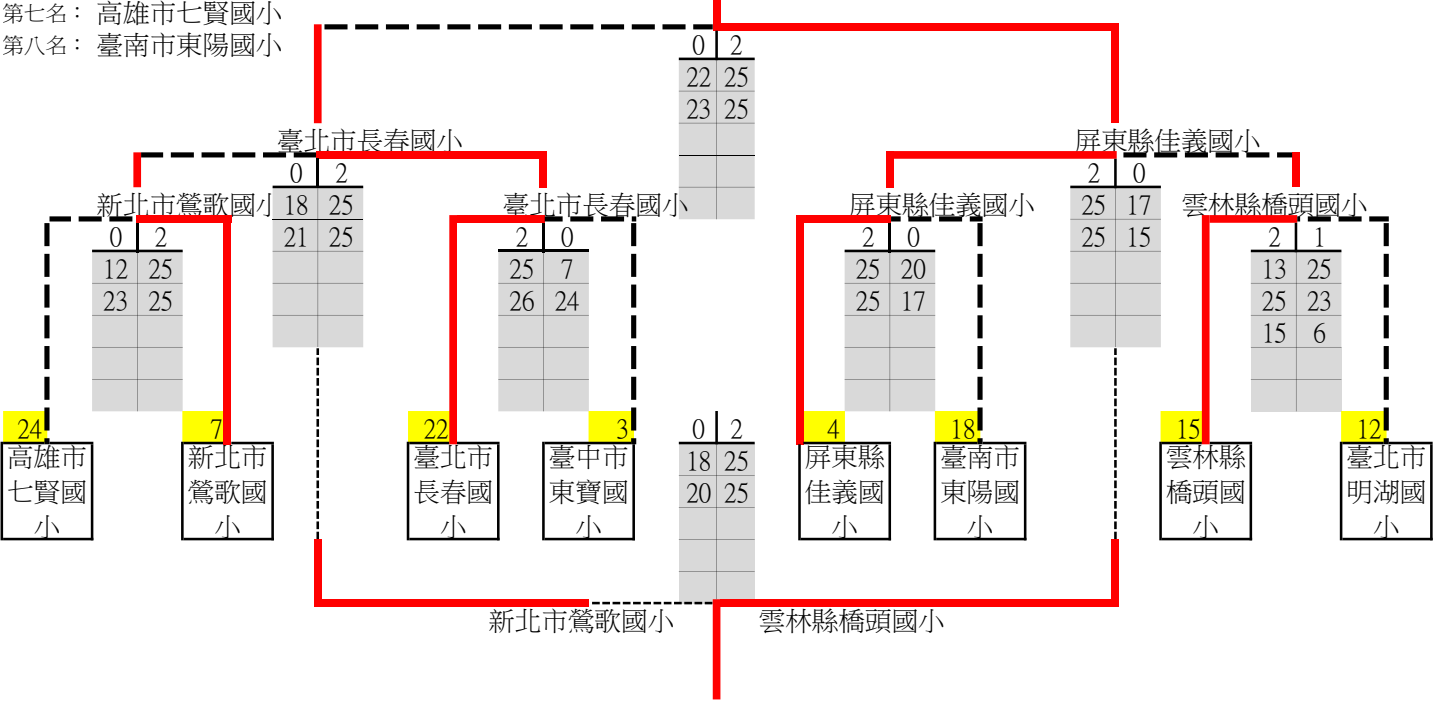 第七名： 高雄市七賢國小
第八名： 臺南市東陽國小
0 2
22 25
23 25
臺北市長春國小
屏東縣佳義國小
0 2
18 25
21 25
2 0
25 17
25 15
新北市鶯歌國小
臺北市長春國小
屏東縣佳義國小
雲林縣橋頭國小
0 2
12 25
23 25
2 0
25 7
26 24
2 0
25 20
25 17
2 1
13 25
25 23
15 6
24
7
22
3
4
18
15
12
高雄市
七賢國
小
新北市
鶯歌國
小
臺北市
長春國
小
臺中市
東寶國
小
0 2
18 25
20 25
屏東縣
佳義國
小
臺南市
東陽國
小
雲林縣
橋頭國
小
臺北市
明湖國
小
新北市鶯歌國小
雲林縣橋頭國小